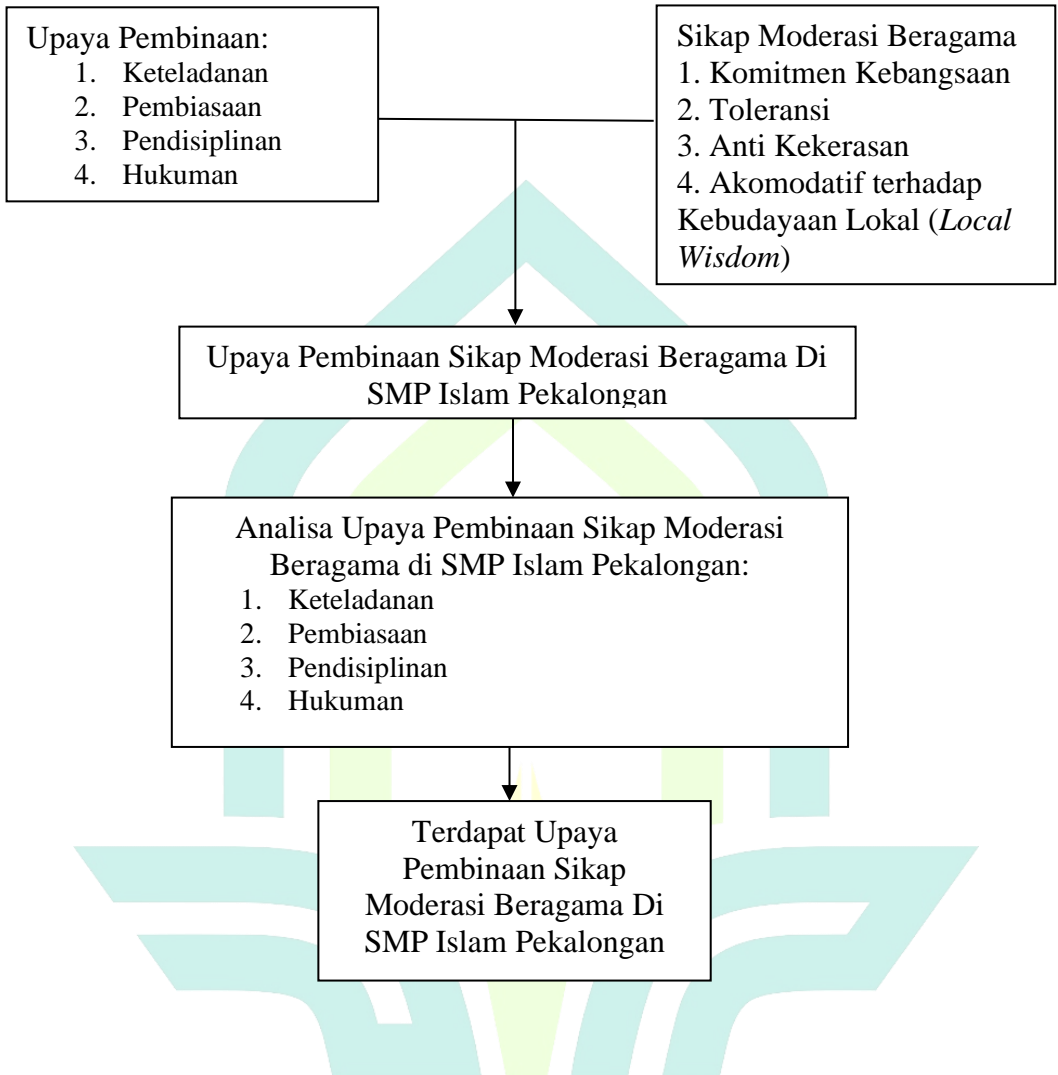 Upaya Pembinaan:
1. Keteladanan
2. Pembiasaan
3. Pendisiplinan
4. Hukuman
Sikap Moderasi Beragama
1. Komitmen Kebangsaan
2. Toleransi
3. Anti Kekerasan
4. Akomodatif terhadap
Kebudayaan Lokal (Local
Wisdom)
Upaya Pembinaan Sikap Moderasi Beragama Di
SMP Islam Pekalongan
Analisa Upaya Pembinaan Sikap Moderasi
Beragama di SMP Islam Pekalongan:
1. Keteladanan
2. Pembiasaan
3. Pendisiplinan
4. Hukuman
Terdapat Upaya
Pembinaan Sikap
Moderasi Beragama Di
SMP Islam Pekalongan